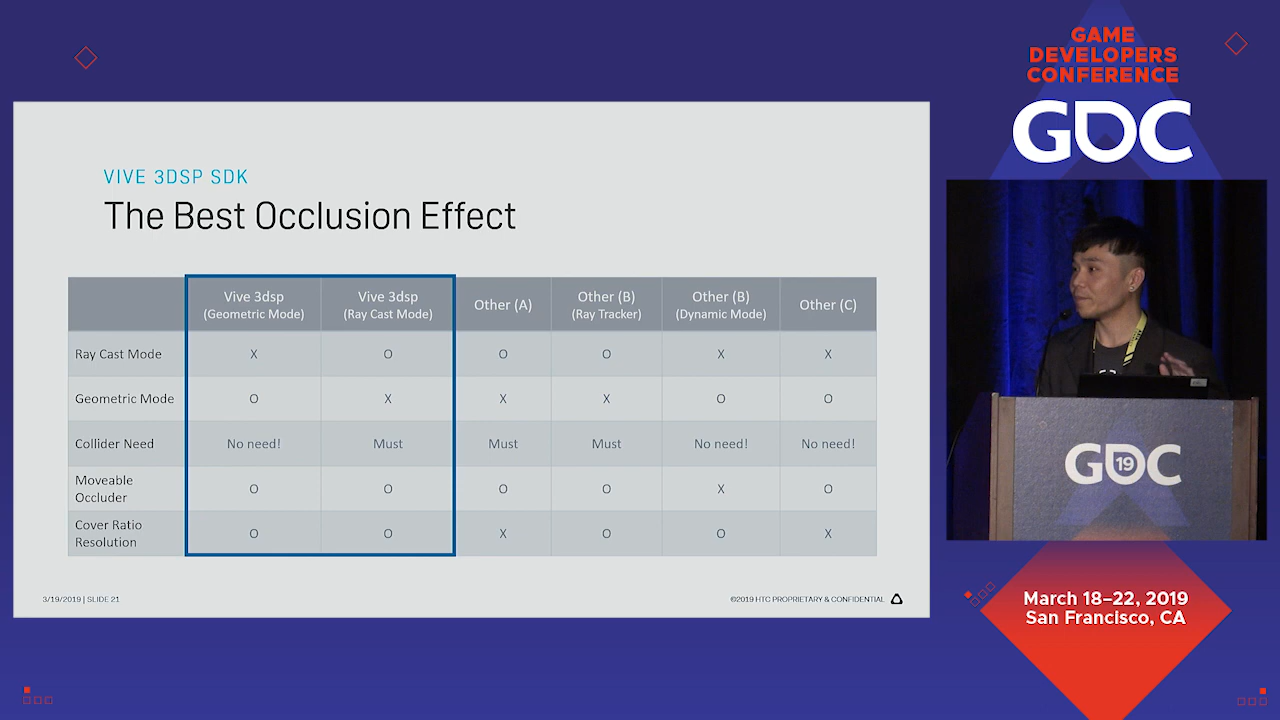 GAME
DEVELOPERS
CONFERENCE
GDC
VIVE 3DSP SDK
The Best Occlusion Effect
Vive 3dsp (Geometric Mode) Vive 3dsp (Ray Cast Mode) Other (A) Other (B) (Ray Tracker) Other (B) (Dynamic Mode) Other (C)
Ray Cast Mode X O O O X X
Geometric Mode O X X X O O
Collider Need No need! Must Must Must No need! No need!
Moveable Occluder O O O O X O
Cover Ratio Resolution O O X O O X
3/19/2019 | SLIDE 21
©2019 HTC PROPRIETARY & CONFIDENTIAL
GDC 19
March 18–22, 2019
San Francisco, CA